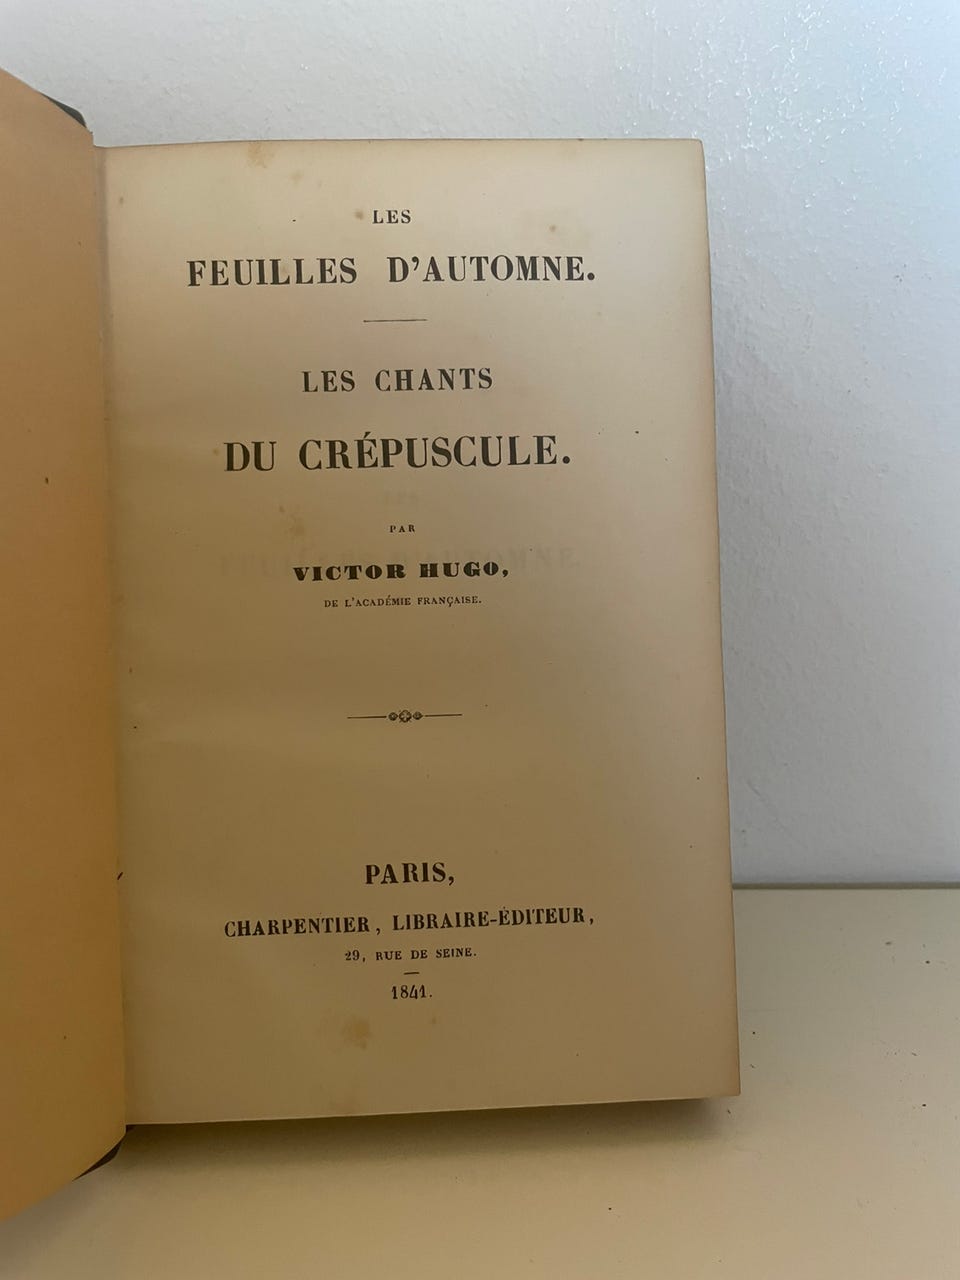 LES
FEUILLES D'AUTOMNE.
LES CHANTS
DU CRÉPUSCULE.
PAR
VICTOR HUGO,
DE L'ACADÉMIE FRANÇAISE.
PARIS,
CHARPENTIER, LIBRAIRE-ÉDITEUR,
29, RUE DE SEINE.
1841.